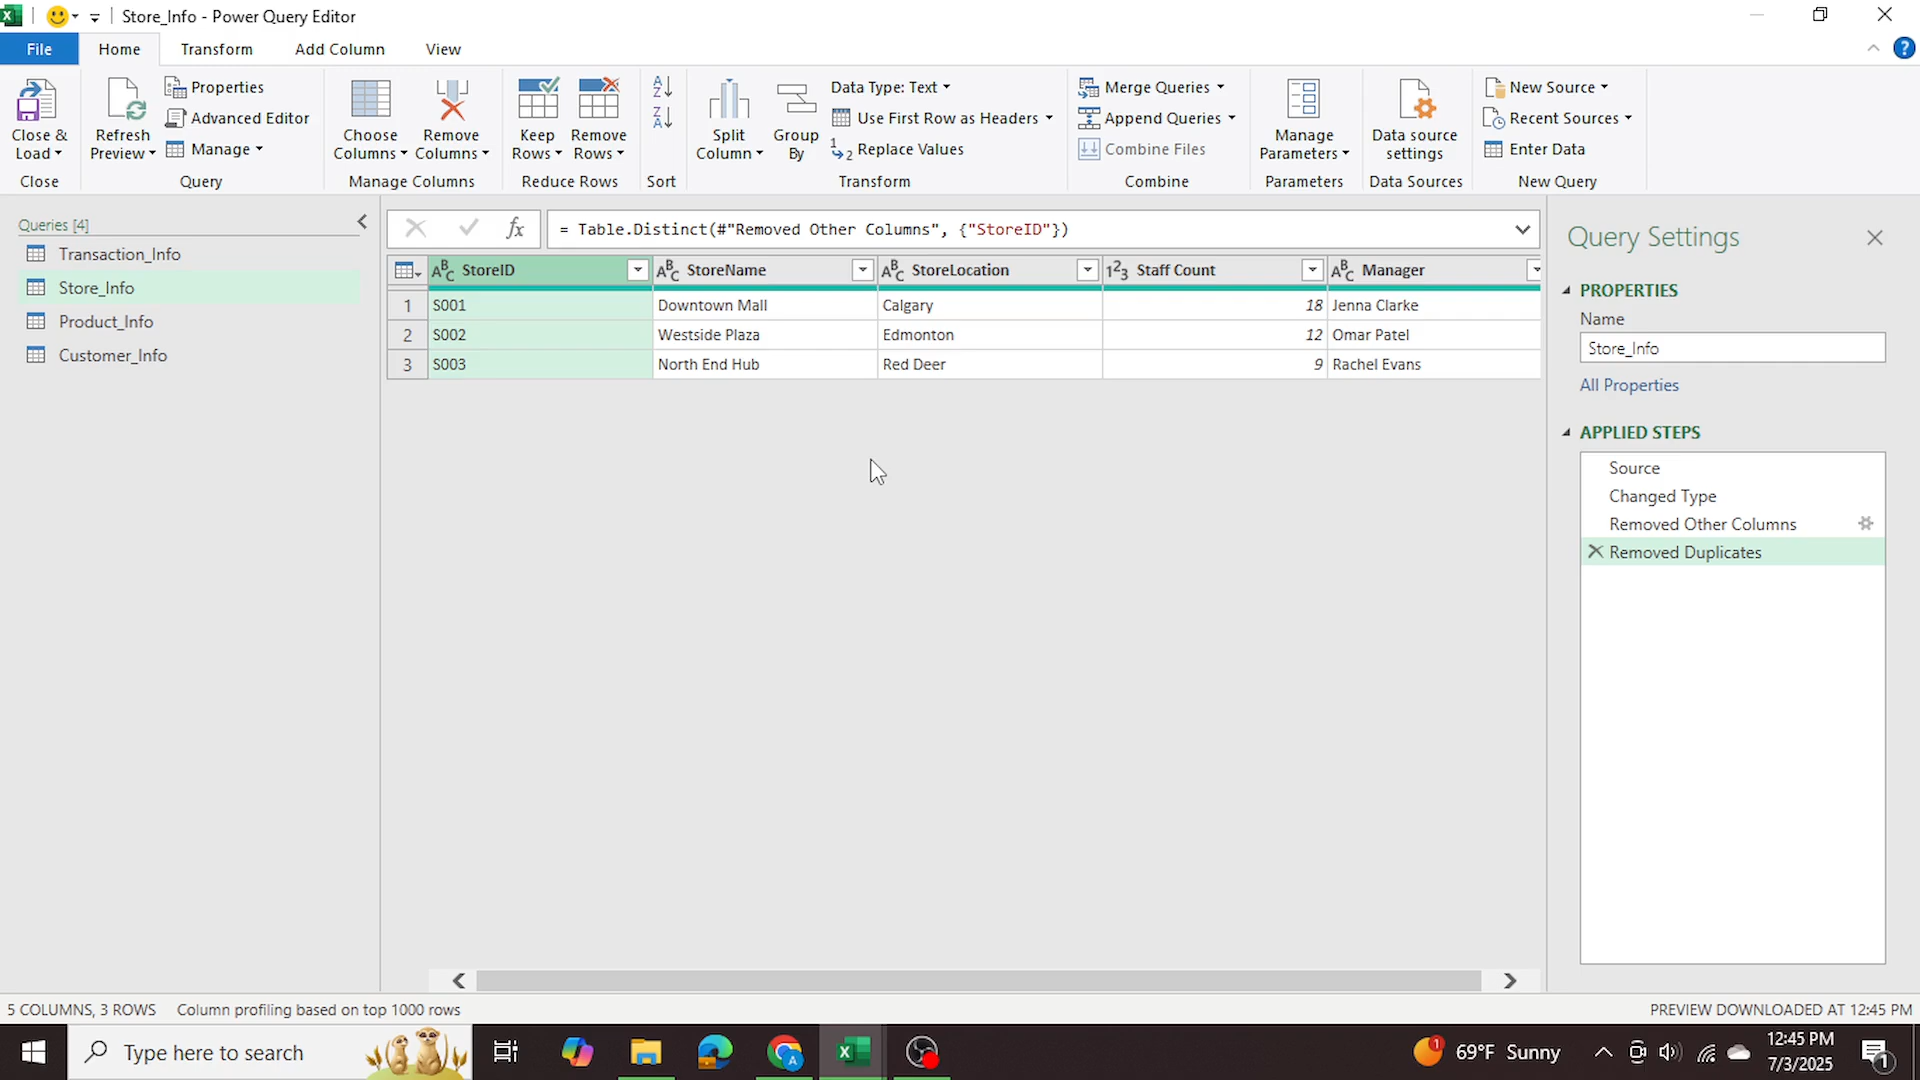 Store_Info - Power Query Editor
File Home Transform Add Column View
Close & Load
Close
Refresh Preview
Properties
Advanced Editor
Manage
Query
Choose Columns
Remove Columns
Manage Columns
Keep Rows
Remove Rows
Reduce Rows
Sort
Split Column
Group By
Data Type: Text
Use First Row as Headers
Replace Values
Transform
Merge Queries
Append Queries
Combine Files
Combine
Manage Parameters
Parameters
Data source settings
Data Sources
New Source
Recent Sources
Enter Data
New Query
Queries [4]
Transaction_Info
Store_Info
Product_Info
Customer_Info
fx = Table.Distinct(#"Removed Other Columns", {"StoreID"})
ABC StoreID ABC StoreName ABC StoreLocation 123 Staff Count ABC Manager
1 S001 Downtown Mall Calgary 18 Jenna Clarke
2 S002 Westside Plaza Edmonton 12 Omar Patel
3 S003 North End Hub Red Deer 9 Rachel Evans
Query Settings
PROPERTIES
Name
Store_Info
All Properties
APPLIED STEPS
Source
Changed Type
Removed Other Columns
Removed Duplicates
5 COLUMNS, 3 ROWS Column profiling based on top 1000 rows
PREVIEW DOWNLOADED AT 12:45 PM
Type here to search
1 69°F Sunny
12:45 PM
7/3/2025
1